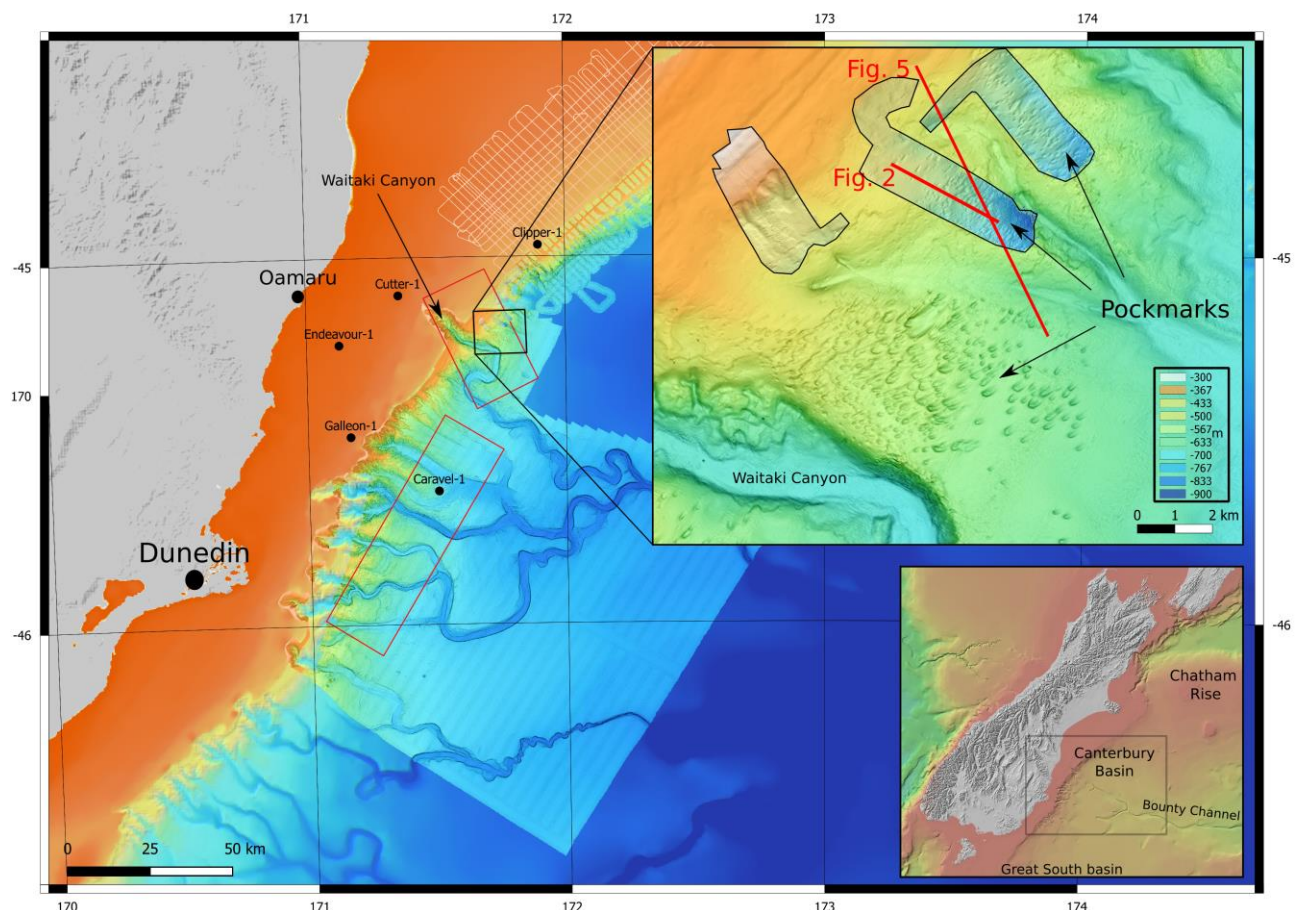 171
172
173
174
Fig. 5
Fig. 2
Waitaki Canyon
Clipper-1
-45
-45
Oamaru
Cutter-1
Endeavour-1
Pockmarks
170
Galleon-1
-300
-367
-433
-500
-567
m
-633
-700
-767
-833
-900
Caravel-1
Waitaki Canyon
0 1 2 km
Dunedin
-46
-46
Chatham
Rise
Canterbury
Basin
Bounty Channel
Great South basin
0 25 50 km
170
171
172
173
174